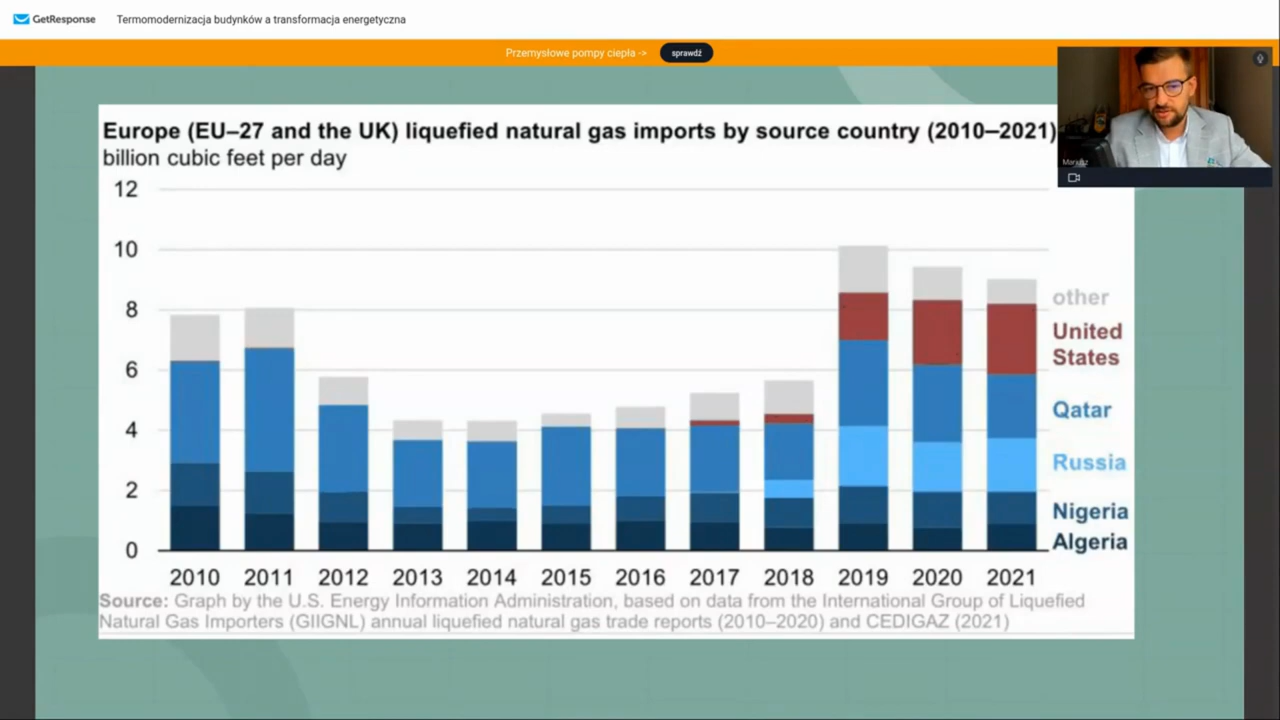 GetResponse
Termomodernizacja budynków a transformacja energetyczna
Przemysłowe pompy ciepła ->
sprawdź
Mariusz
Europe (EU–27 and the UK) liquefied natural gas imports by source country (2010–2021)
billion cubic feet per day
12
10
8
6
4
2
0
other
United
States
Qatar
Russia
Nigeria
Algeria
2010 2011 2012 2013 2014 2015 2016 2017 2018 2019 2020 2021
Source: Graph by the U.S. Energy Information Administration, based on data from the International Group of Liquefied
Natural Gas Importers (GIIGNL) annual liquefied natural gas trade reports (2010–2020) and CEDIGAZ (2021)